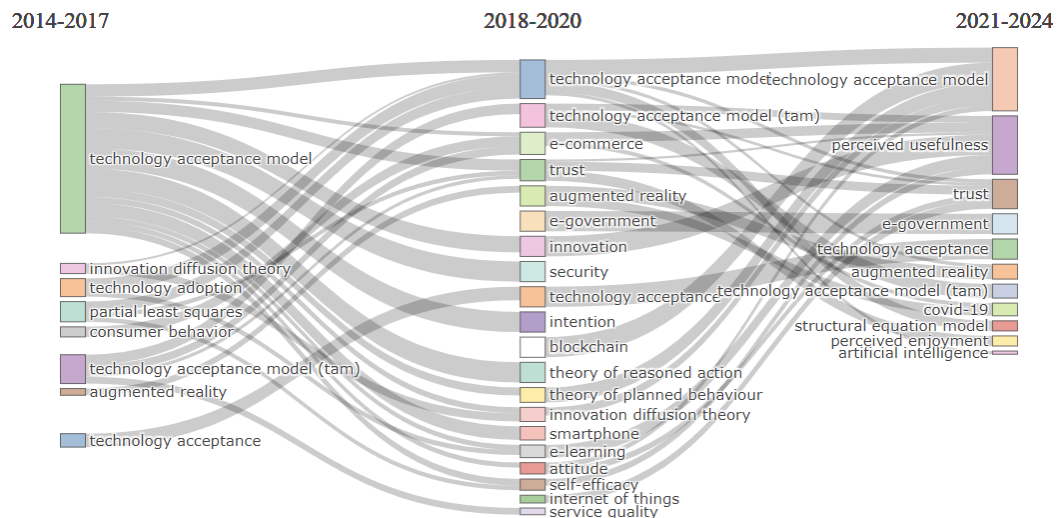 2014-2017
2018-2020
2021-2024
technology acceptance model
innovation diffusion theory
technology adoption
partial least squares
consumer behavior
technology acceptance model (tam)
augmented reality
technology acceptance
technology acceptance model
technology acceptance model (tam)
e-commerce
trust
augmented reality
e-government
innovation
security
technology acceptance
intention
blockchain
theory of reasoned action
theory of planned behaviour
innovation diffusion theory
smartphone
e-learning
attitude
self-efficacy
internet of things
service quality
technology acceptance model
perceived usefulness
trust
e-government
technology acceptance
augmented reality
technology acceptance model (tam)
covid-19
structural equation model
perceived enjoyment
artificial intelligence